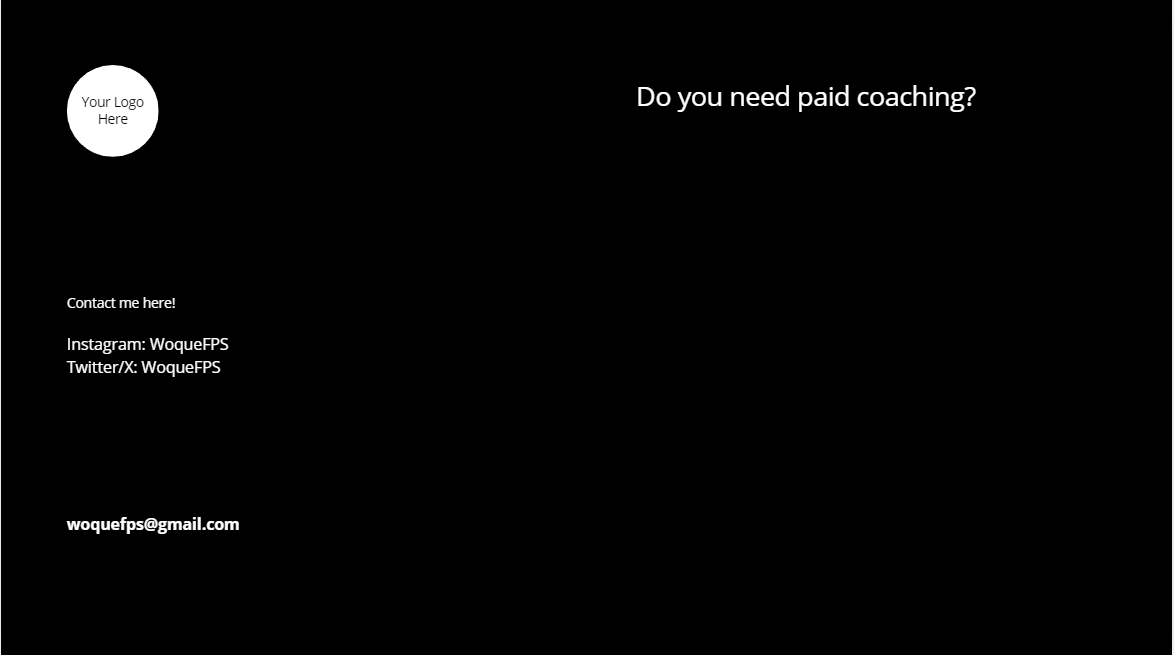 Your Logo
Here
Do you need paid coaching?
Contact me here!
Instagram: WoqueFPS
Twitter/X: WoqueFPS
woquefps@gmail.com